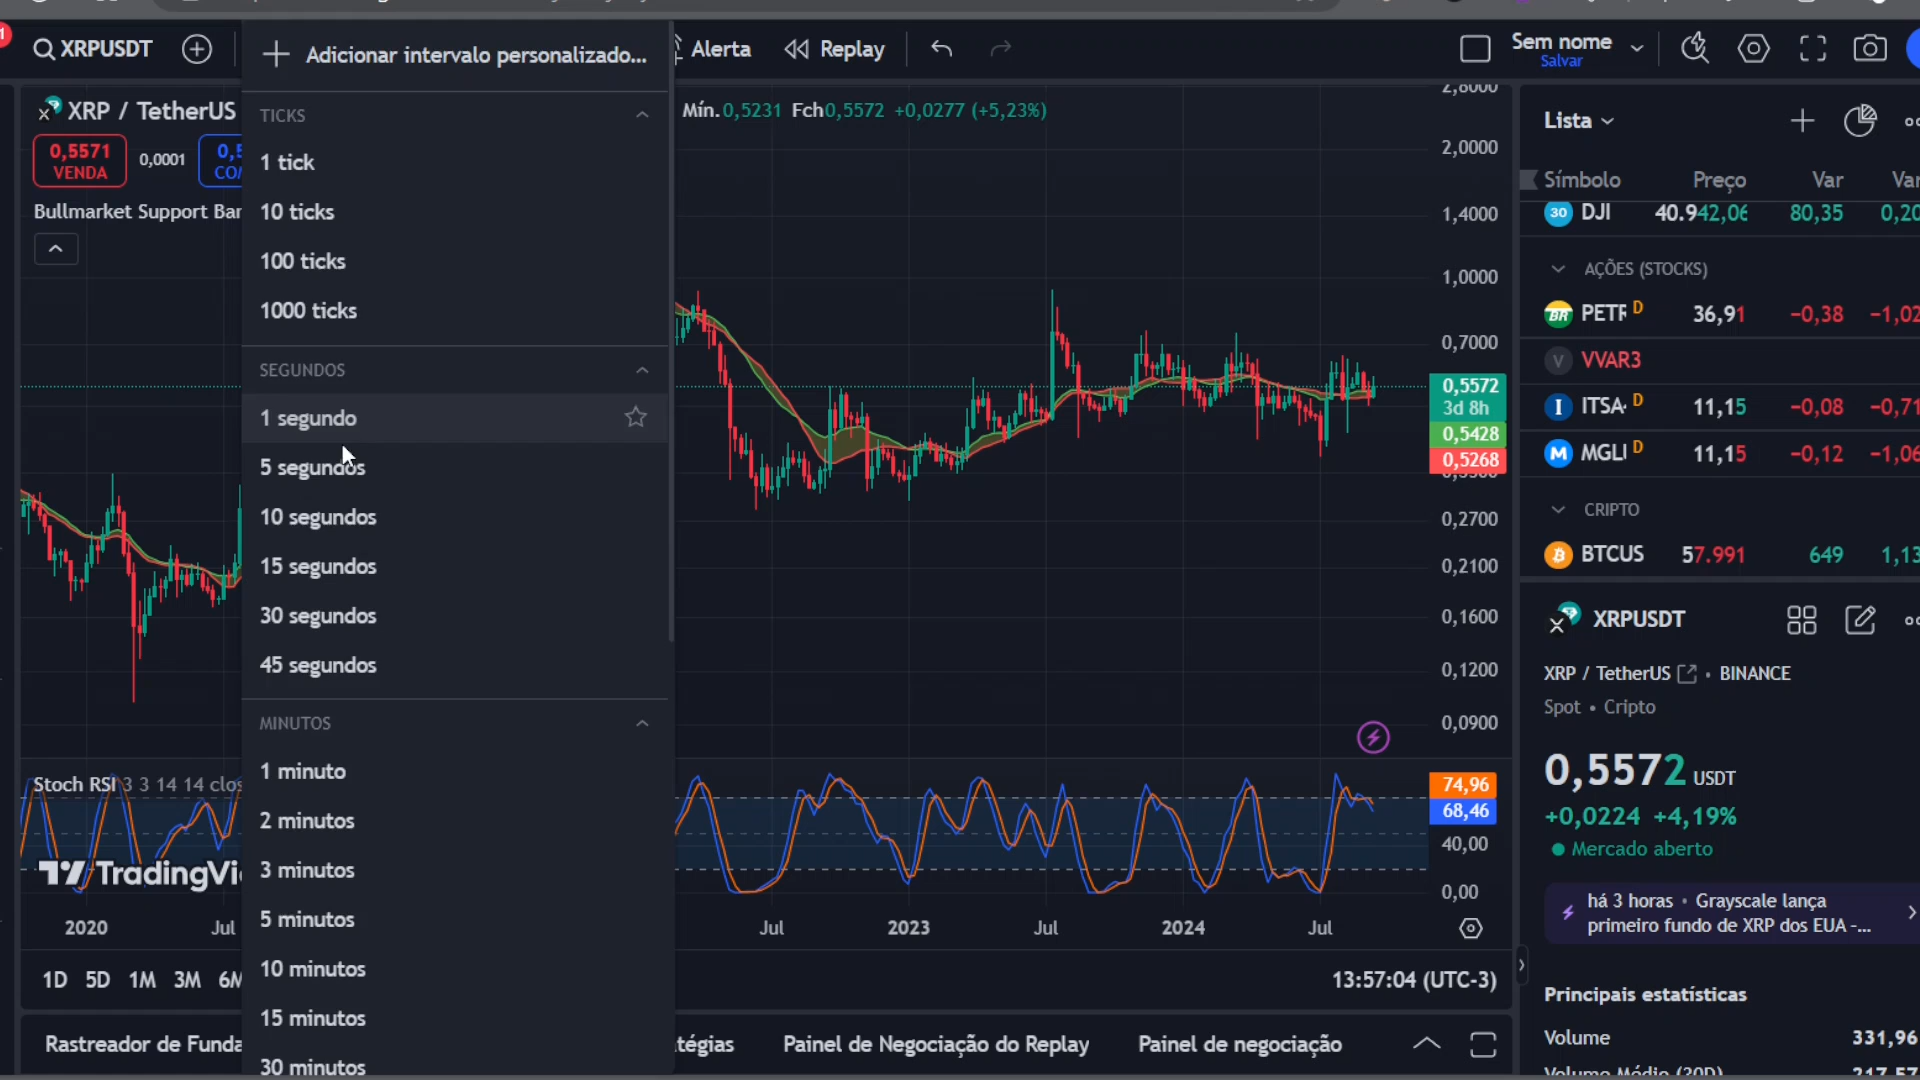 1
XRPUSDT
Adicionar intervalo personalizado...
Alerta
Replay
Sem nome
Salvar
XRP / TetherUS
Mín.0,5231 Fch0,5572 +0,0277 (+5,23%)
0,5571
VENDA
0,0001
Bullmarket Support
TICKS
1 tick
10 ticks
100 ticks
1000 ticks
SEGUNDOS
1 segundo
5 segundos
10 segundos
15 segundos
30 segundos
45 segundos
MINUTOS
1 minuto
2 minutos
3 minutos
5 minutos
10 minutos
15 minutos
30 minutos
2,0000
1,4000
1,0000
0,7000
0,5572
3d 8h
0,5428
0,5268
0,2700
0,2100
0,1600
0,1200
0,0900
Stoch RSI 3 3 14 14
74,96
68,46
40,00
0,00
2020
Jul
Jul
2023
Jul
2024
Jul
1D 5D 1M 3M
13:57:04 (UTC-3)
Rastreador de
Painel de Negociação do Replay
Painel de negociação
Lista
Símbolo Preço Var
30 DJI 40.942,06 80,35
AÇÕES (STOCKS)
BR PETR D 36,91 −0,38
V VVAR3
I ITSA D 11,15 −0,08
M MGLI D 11,15 −0,12
CRIPTO
BTCUS 57.991 649
XRPUSDT
XRP / TetherUS • BINANCE
Spot • Cripto
0,5572 USDT
+0,0224 +4,19%
Mercado aberto
há 3 horas • Grayscale lança
primeiro fundo de XRP dos EUA -...
Principais estatísticas
Volume 331,96